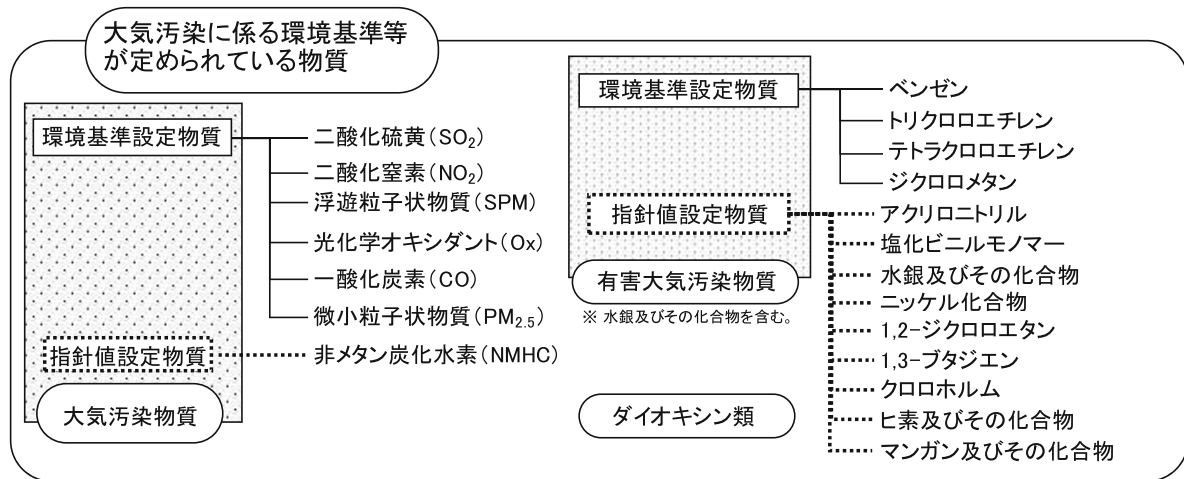 大気汚染に係る環境基準等
が定められている物質
環境基準設定物質
二酸化硫黄（SO₂）
二酸化窒素（NO₂）
浮遊粒子状物質（SPM）
光化学オキシダント（Ox）
一酸化炭素（CO）
微小粒子状物質（PM₂.₅）
指針値設定物質
非メタン炭化水素（NMHC）
大気汚染物質
環境基準設定物質
ベンゼン
トリクロロエチレン
テトラクロロエチレン
ジクロロメタン
指針値設定物質
アクリロニトリル
塩化ビニルモノマー
水銀及びその化合物
ニッケル化合物
1,2-ジクロロエタン
1,3-ブタジエン
クロロホルム
ヒ素及びその化合物
マンガン及びその化合物
有害大気汚染物質
※ 水銀及びその化合物を含む。
ダイオキシン類